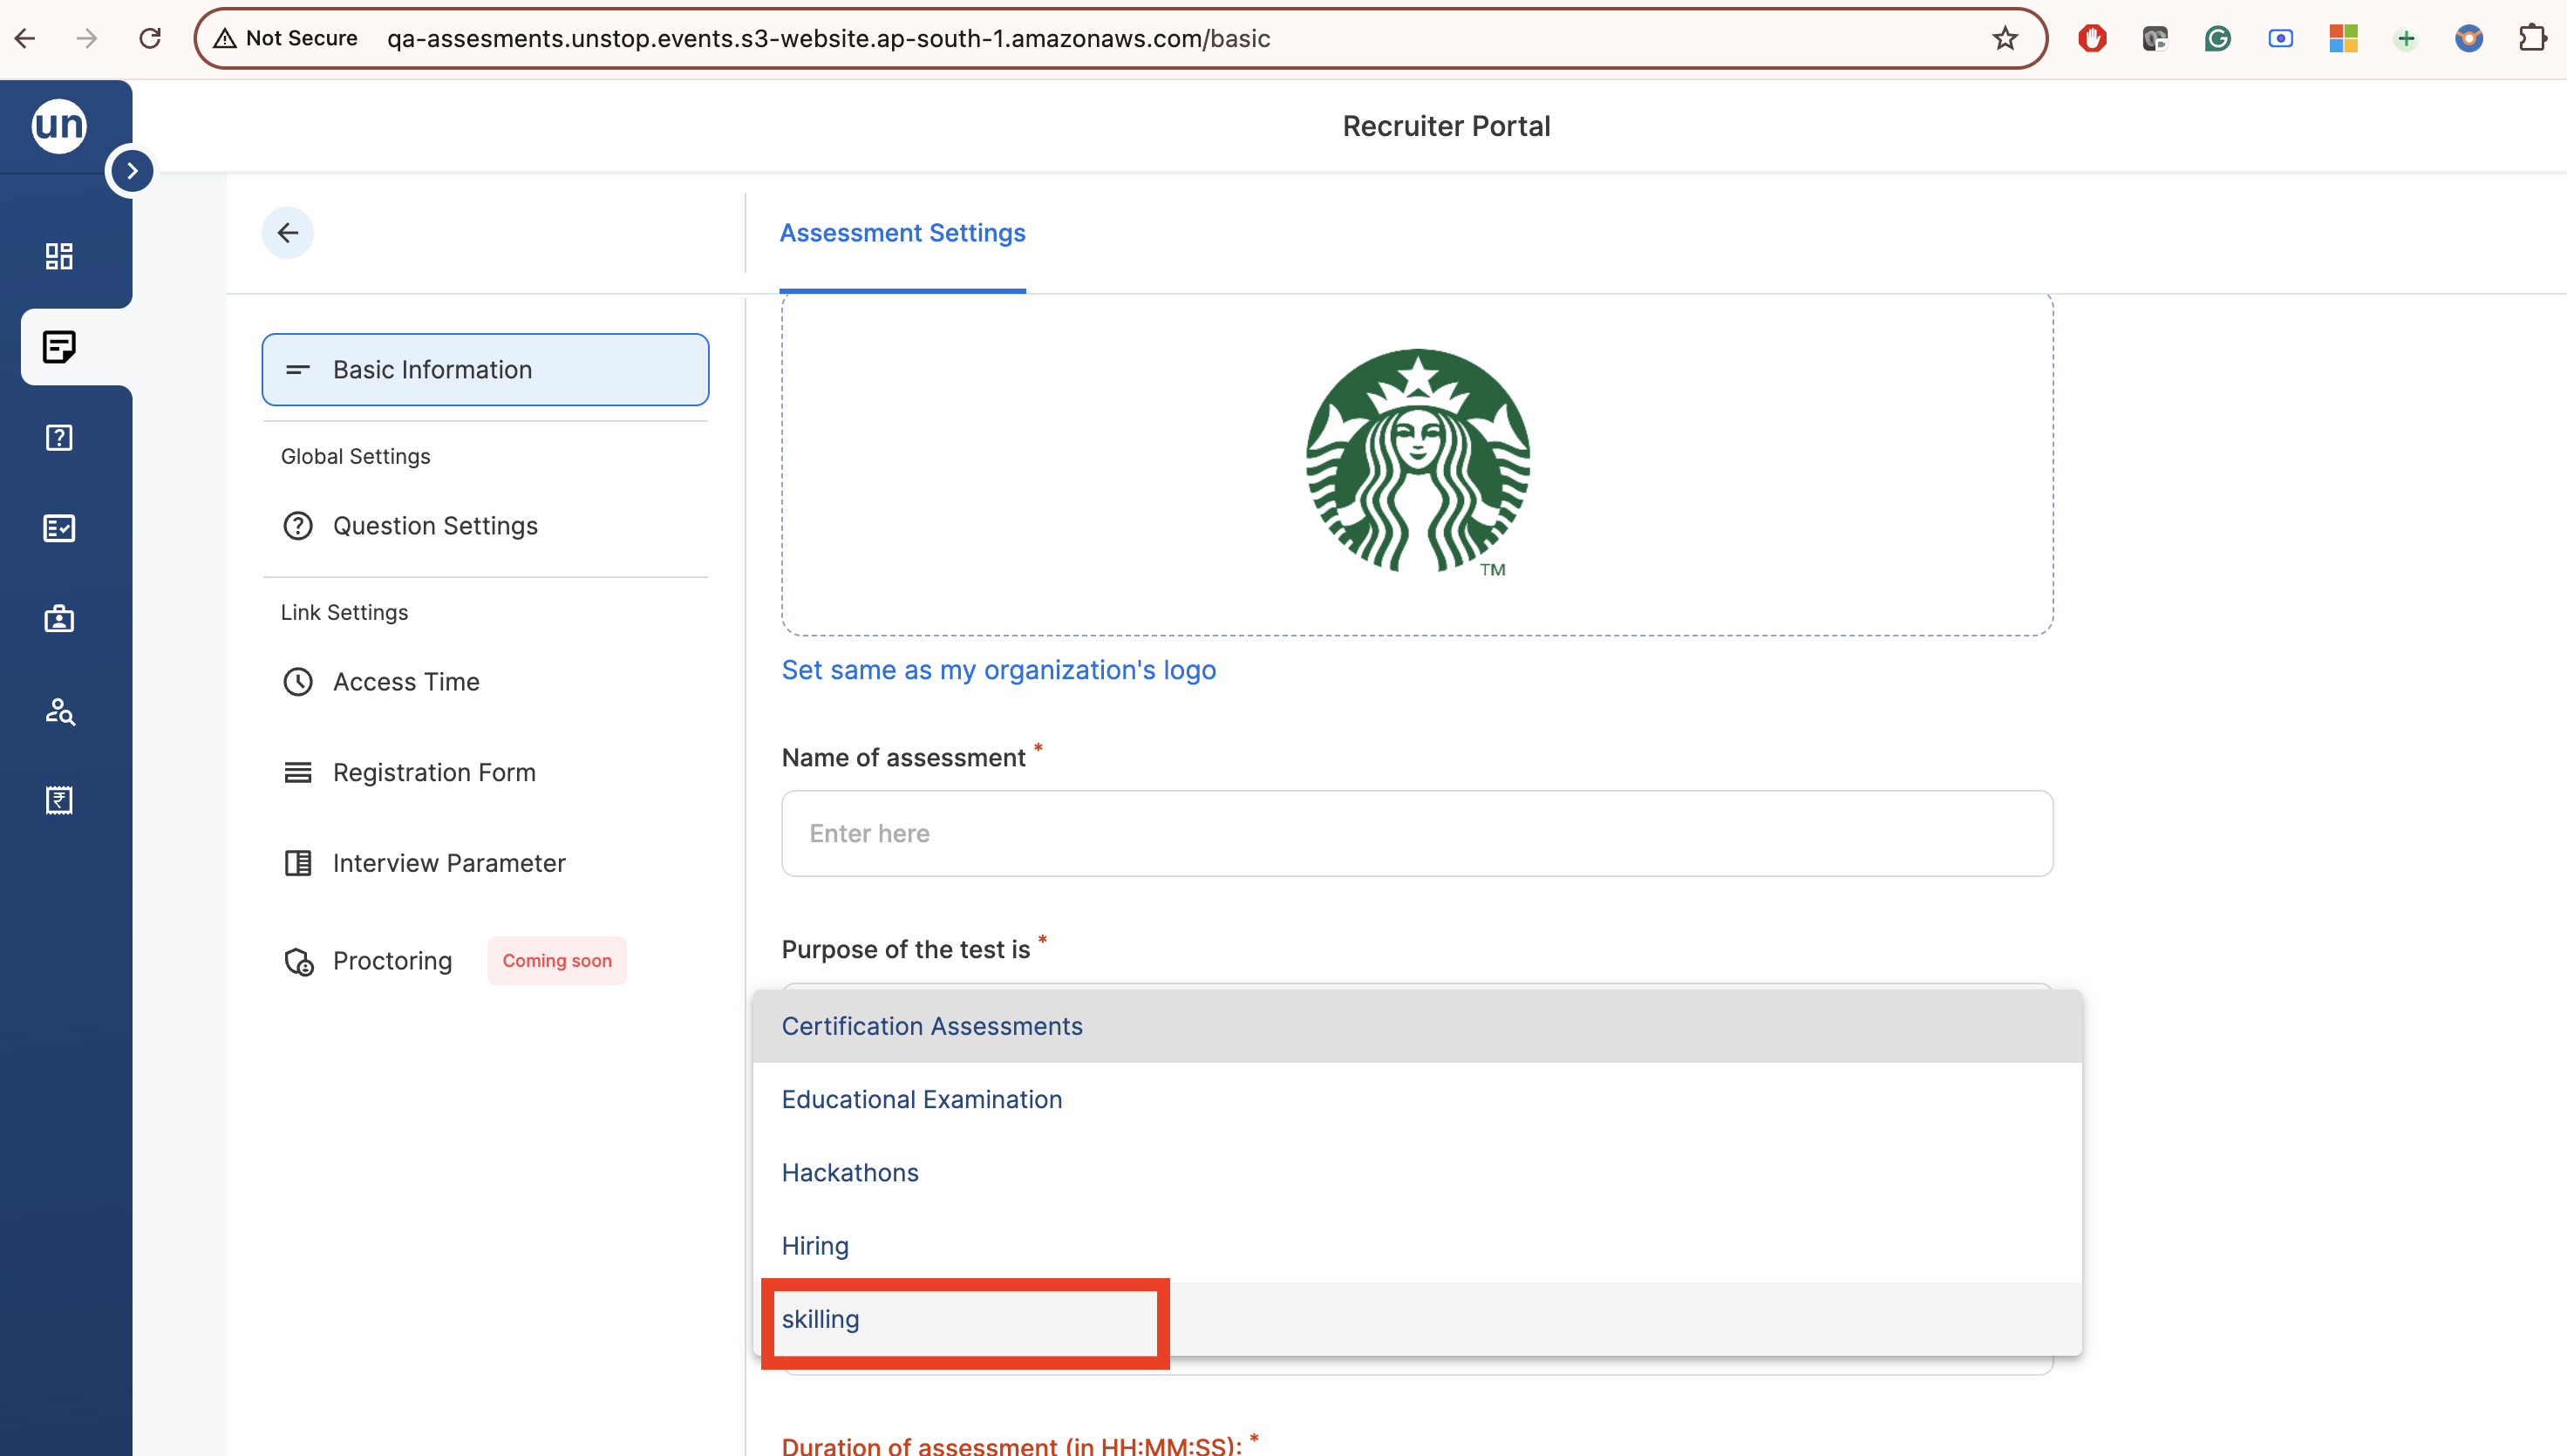 Not Secure qa-assesments.unstop.events.s3-website.ap-south-1.amazonaws.com/basic
un
Recruiter Portal
Assessment Settings
Basic Information
Global Settings
Question Settings
Link Settings
Access Time
Registration Form
Interview Parameter
Proctoring Coming soon
TM
Set same as my organization's logo
Name of assessment *
Enter here
Purpose of the test is *
Certification Assessments
Educational Examination
Hackathons
Hiring
skilling
Duration of assessment (in HH:MM:SS): *